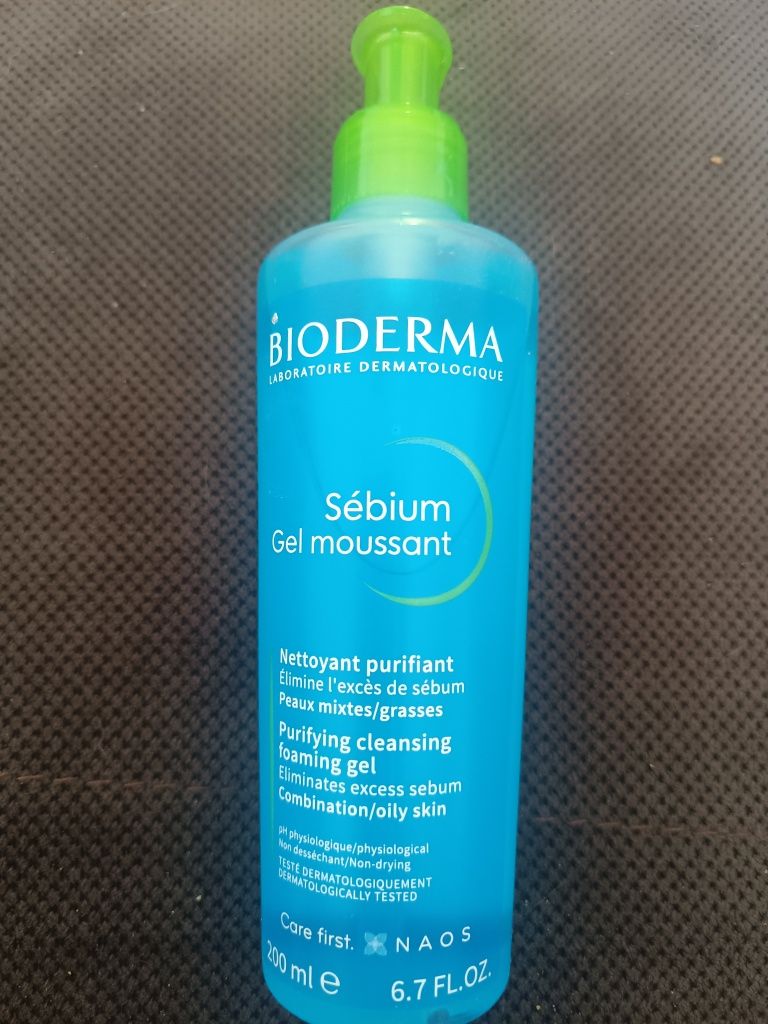 BIODERMA
LABORATOIRE DERMATOLOGIQUE
Sébium
Gel moussant
Nettoyant purifiant
Élimine l'excès de sébum
Peaux mixtes/grasses
Purifying cleansing
foaming gel
Eliminates excess sebum
Combination/oily skin
pH physiologique/physiological
Non desséchant/Non-drying
TESTÉ DERMATOLOGIQUEMENT
DERMATOLOGICALLY TESTED
Care first. NAOS
200 ml ℮ 6.7 FL.OZ.